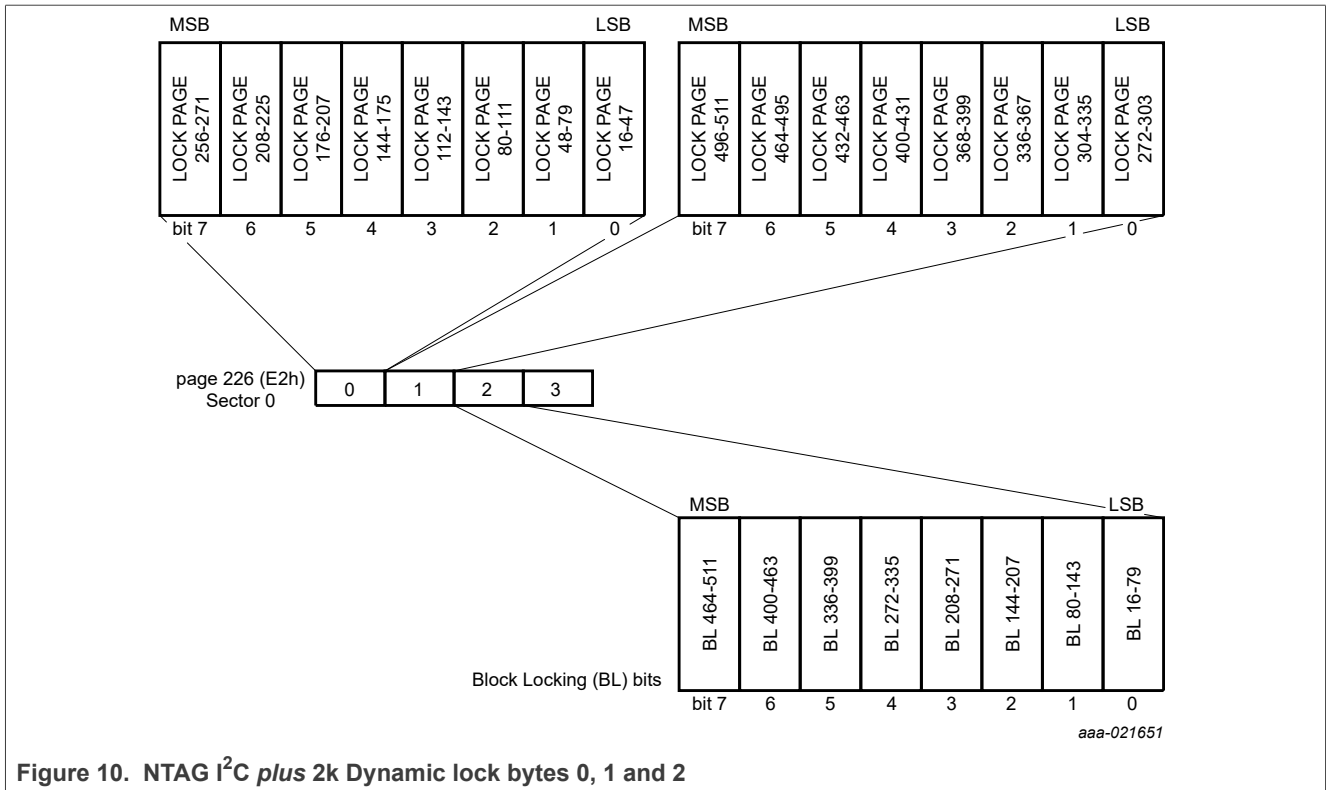 MSB LSB MSB LSB
LOCK PAGE
256-271
LOCK PAGE
208-225
LOCK PAGE
176-207
LOCK PAGE
144-175
LOCK PAGE
112-143
LOCK PAGE
80-111
LOCK PAGE
48-79
LOCK PAGE
16-47
LOCK PAGE
496-511
LOCK PAGE
464-495
LOCK PAGE
432-463
LOCK PAGE
400-431
LOCK PAGE
368-399
LOCK PAGE
336-367
LOCK PAGE
304-335
LOCK PAGE
272-303
bit 7 6 5 4 3 2 1 0 bit 7 6 5 4 3 2 1 0
page 226 (E2h)
Sector 0
0 1 2 3
MSB LSB
BL 464-511
BL 400-463
BL 336-399
BL 272-335
BL 208-271
BL 144-207
BL 80-143
BL 16-79
Block Locking (BL) bits
bit 7 6 5 4 3 2 1 0
aaa-021651
Figure 10. NTAG I²C plus 2k Dynamic lock bytes 0, 1 and 2